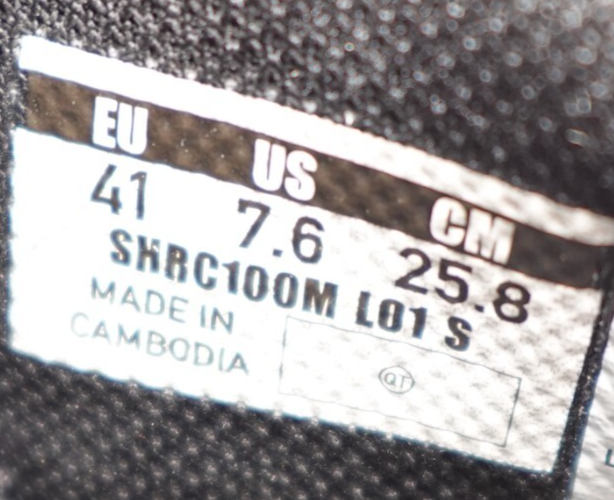 EU US CM
41 7.6 25.8
SHRC100M L01 S
MADE IN
CAMBODIA
QT